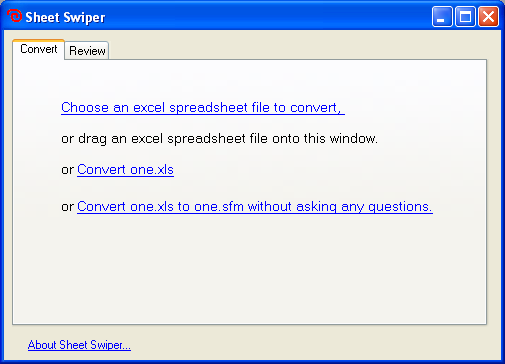 Sheet Swiper
Convert
Review
Choose an excel spreadsheet file to convert,
or drag an excel spreadsheet file onto this window.
or Convert one.xls
or Convert one.xls to one.sfm without asking any questions.
About Sheet Swiper...